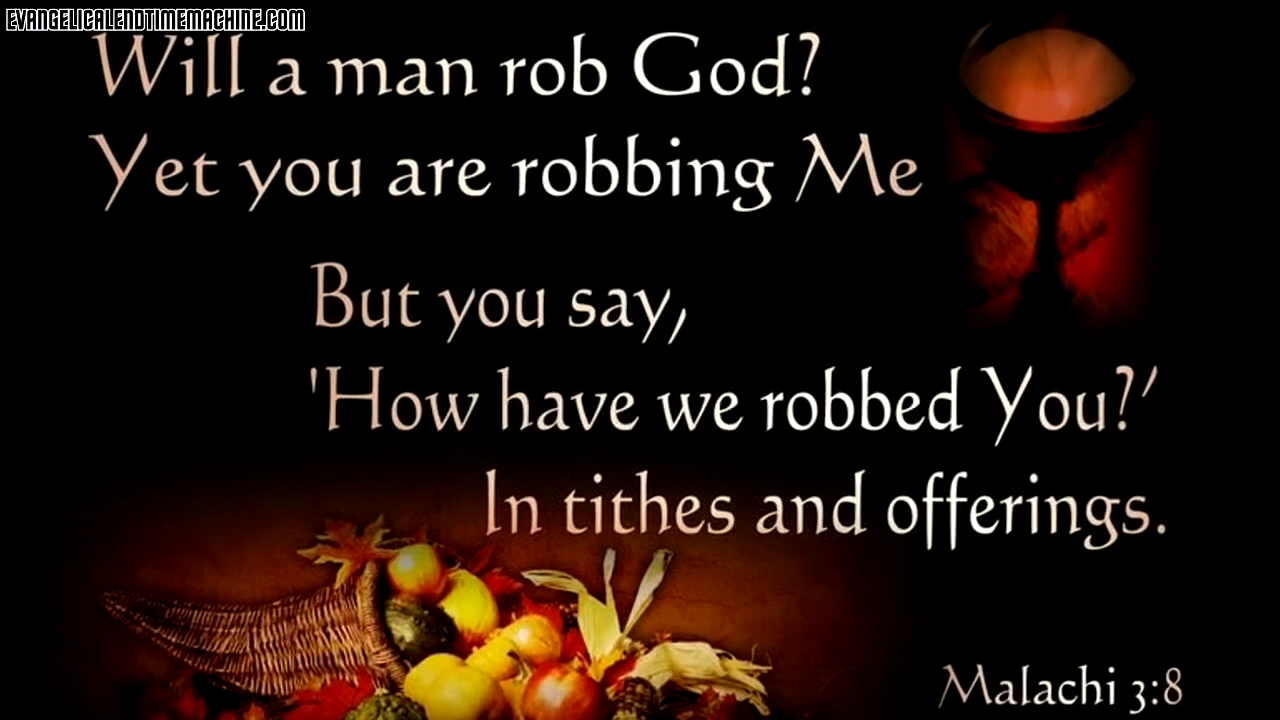 EVANGELICALENDTIMEMACHINE.COM
Will a man rob God?
Yet you are robbing Me
But you say,
'How have we robbed You?'
In tithes and offerings.
Malachi 3:8